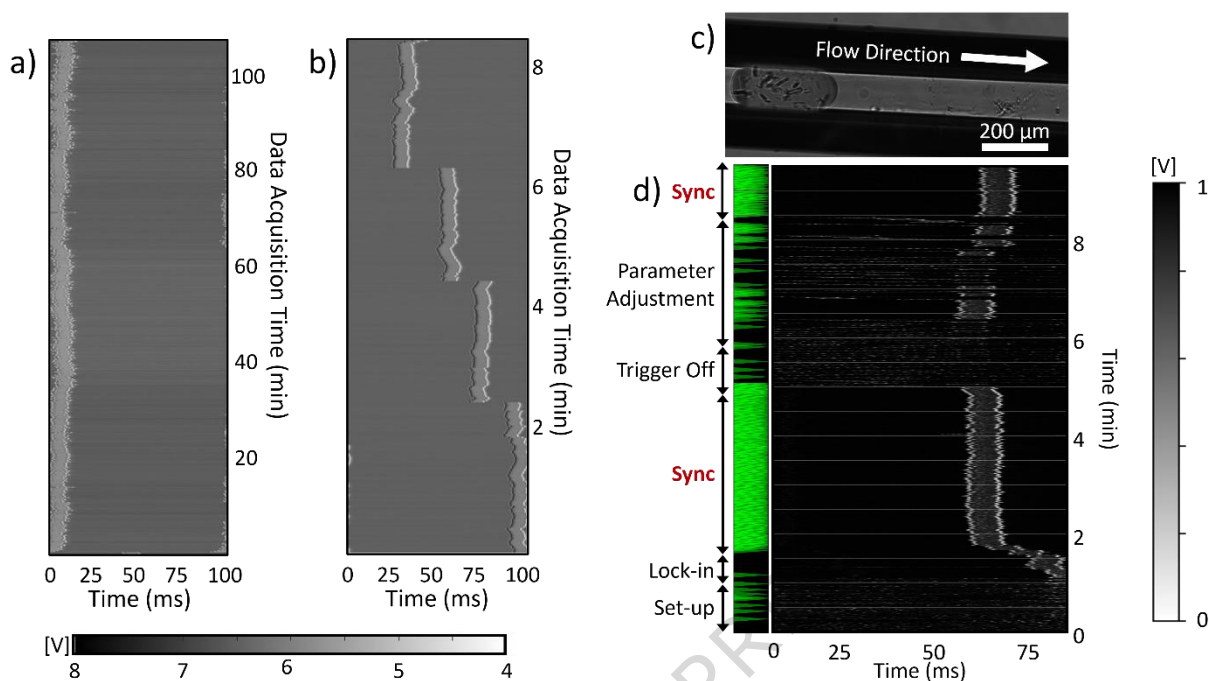 a)
100
80
60
40
20
Data Acquisition Time (min)
0 25 50 75 100
Time (ms)
b)
8
6
4
2
Data Acquisition Time (min)
0 25 50 75 100
Time (ms)
[V]
8 7 6 5 4
c)
Flow Direction
200 µm
d)
Sync
Parameter
Adjustment
Trigger Off
Sync
Lock-in
Set-up
8
6
4
2
0
Time (min)
0 25 50 75
Time (ms)
[V]
1
0